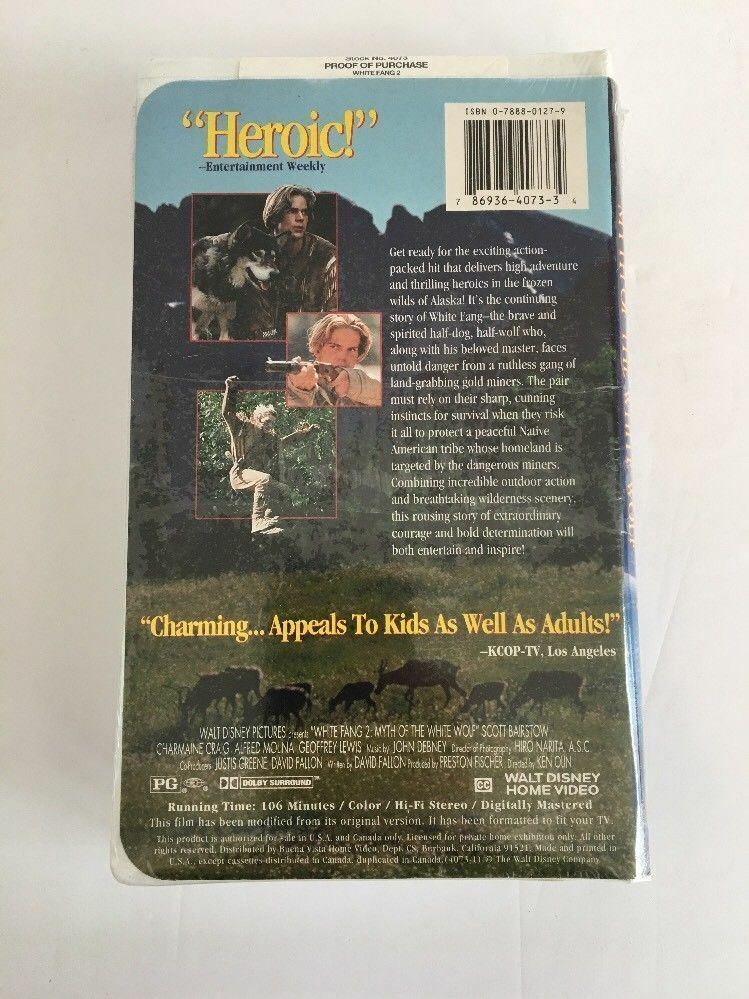 Stock No. 4073
PROOF OF PURCHASE
WHITE FANG 2
"Heroic!"
–Entertainment Weekly
ISBN 0-7888-0127-9
7 86936-4073-3 4
Get ready for the exciting action-
packed hit that delivers high adventure
and thrilling heroics in the frozen
wilds of Alaska! It's the continuing
story of White Fang–the brave and
spirited half-dog, half-wolf who,
along with his beloved master, faces
untold danger from a ruthless gang of
land-grabbing gold miners. The pair
must rely on their sharp, cunning
instincts for survival when they risk
it all to protect a peaceful Native
American tribe whose homeland is
targeted by the dangerous miners.
Combining incredible outdoor action
and breathtaking wilderness scenery,
this rousing story of extraordinary
courage and bold determination will
both entertain and inspire!
"Charming... Appeals To Kids As Well As Adults!"
–KCOP-TV, Los Angeles
WALT DISNEY PICTURES presents "WHITE FANG 2: MYTH OF THE WHITE WOLF" SCOTT BAIRSTOW
CHARMAINE CRAIG ALFRED MOLINA GEOFFREY LEWIS Music by JOHN DEBNEY Director of Photography HIRO NARITA, A.S.C.
Co-Producers JUSTIS GREENE DAVID FALLON Written by DAVID FALLON Produced by PRESTON FISCHER Directed by KEN OLIN
PG DOLBY SURROUND CC WALT DISNEY
HOME VIDEO
Running Time: 106 Minutes / Color / Hi-Fi Stereo / Digitally Mastered
This film has been modified from its original version. It has been formatted to fit your TV.
This product is authorized for sale in U.S.A. and Canada only. Licensed for private home exhibition only. All other
rights reserved. Distributed by Buena Vista Home Video, Dept. CS, Burbank, California 91521. Made and printed in
U.S.A., except cassettes distributed in Canada, duplicated in Canada. (4073-11) © The Walt Disney Company